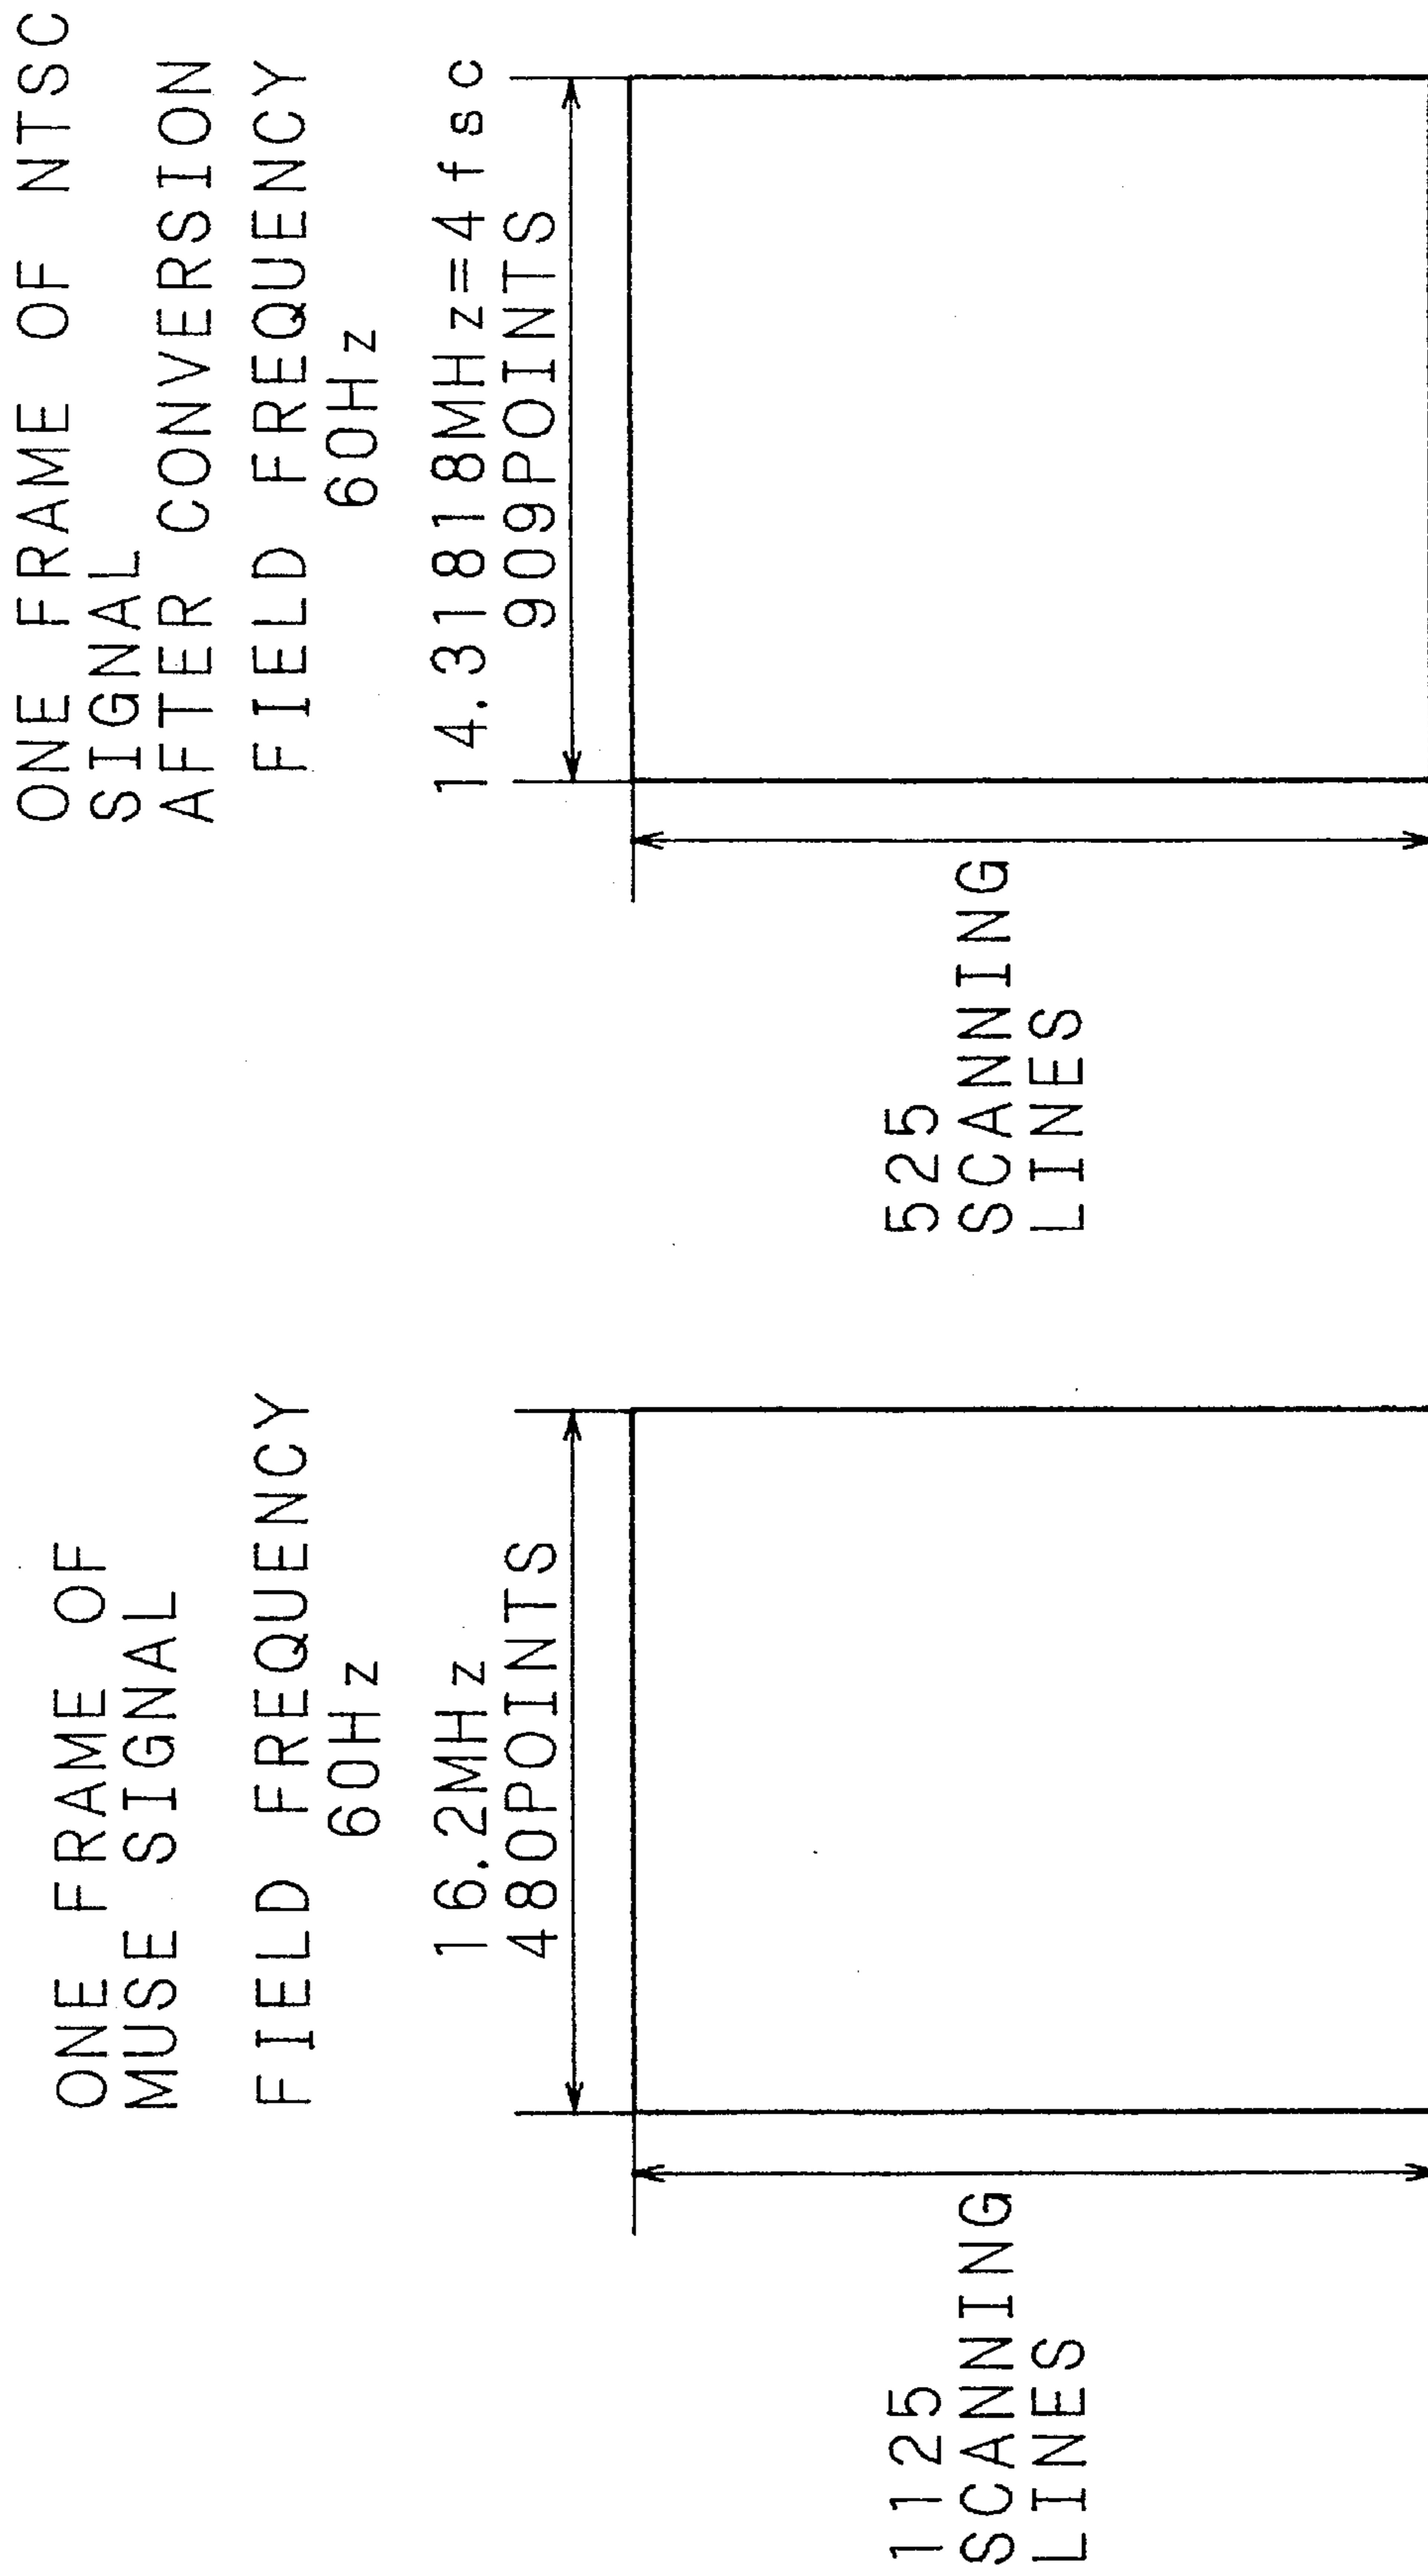 ONE FRAME OF
MUSE SIGNAL
FIELD FREQUENCY
60Hz
16.2MHz
480POINTS
1125
SCANNING
LINES
ONE FRAME OF NTSC
SIGNAL
AFTER CONVERSION
FIELD FREQUENCY
60Hz
14.31818MHz=4fsc
909POINTS
525
SCANNING
LINES